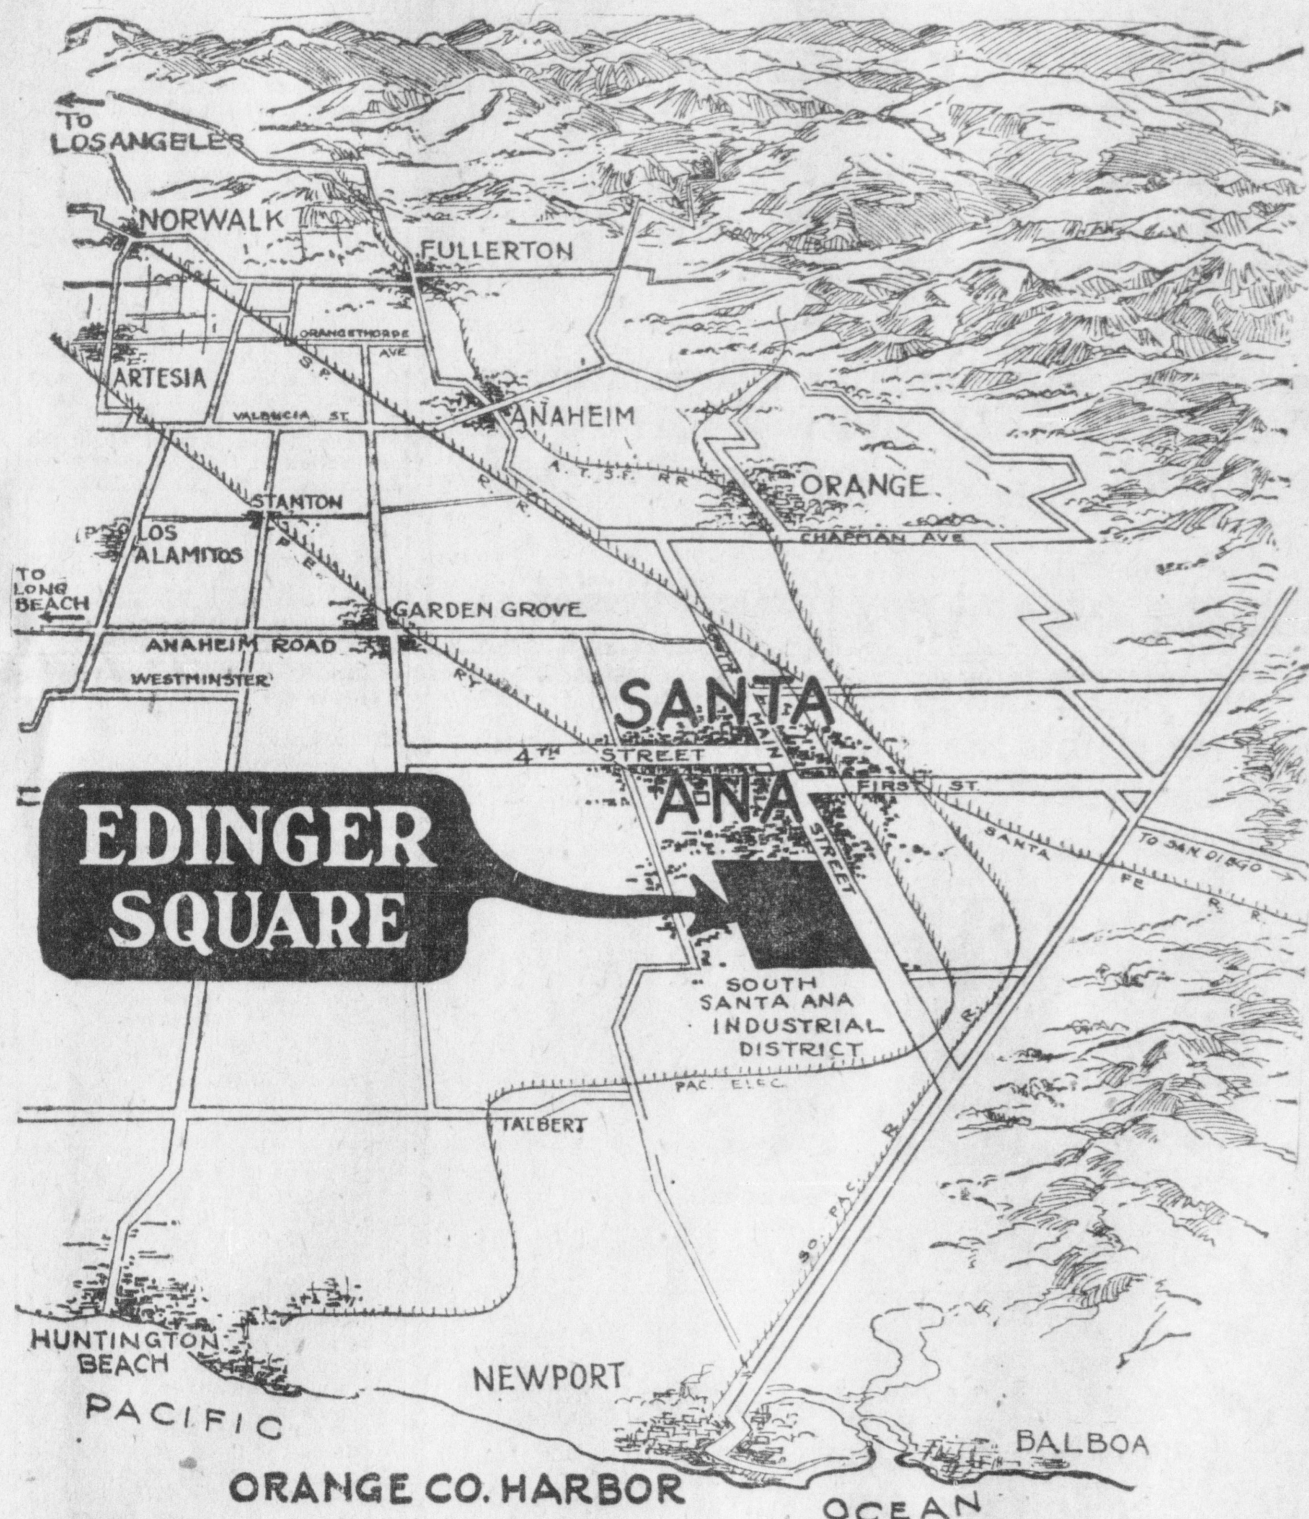 TO
LOS ANGELES
NORWALK
FULLERTON
ORANGETHORDE
AVE
S.P.
ARTESIA
VALENCIA ST.
ANAHEIM
A. T. S.F. RR
R.
R.
ORANGE
STANTON
LOS
ALAMITOS
P. E.
CHAPMAN AVE
TO
LONG
BEACH
GARDEN GROVE
ANAHEIM ROAD
WESTMINSTER
RY
SANTA
ANA
MAIN
STREET
4TH STREET
FIRST ST.
EDINGER
SQUARE
SANTA
FE
R. R.
TO SAN DIEGO
SOUTH
SANTA ANA
INDUSTRIAL
DISTRICT
PAC. ELEC.
R.
TALBERT
SO PAC. R.
HUNTINGTON
BEACH
NEWPORT
PACIFIC
BALBOA
ORANGE CO. HARBOR
OCEAN